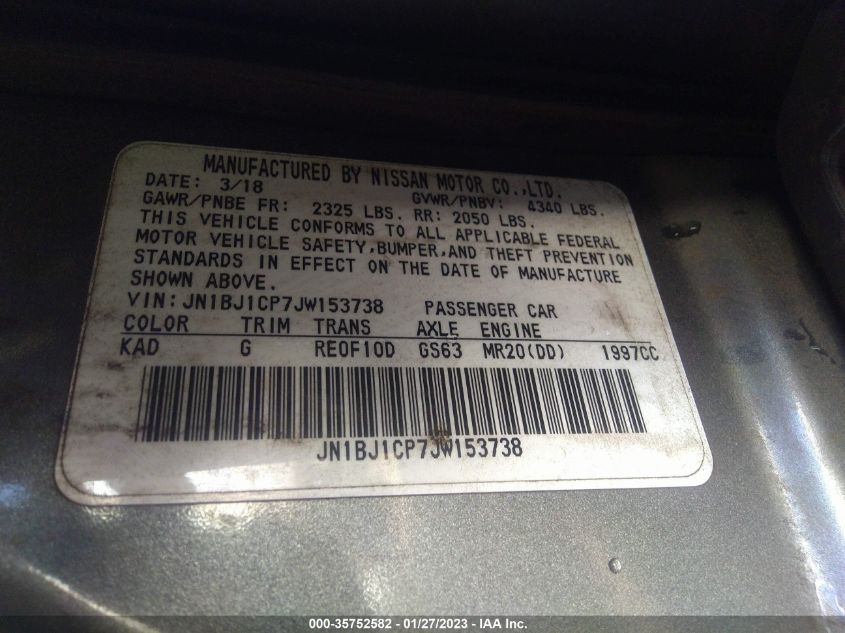 MANUFACTURED BY NISSAN MOTOR CO.,LTD.
DATE: 3/18 GVWR/PNBV: 4340 LBS.
GAWR/PNBE FR: 2325 LBS. RR: 2050 LBS.
THIS VEHICLE CONFORMS TO ALL APPLICABLE FEDERAL
MOTOR VEHICLE SAFETY,BUMPER,AND THEFT PREVENTION
STANDARDS IN EFFECT ON THE DATE OF MANUFACTURE
SHOWN ABOVE.
VIN:JN1BJ1CP7JW153738 PASSENGER CAR
COLOR TRIM TRANS AXLE ENGINE
KAD G RE0F10D GS63 MR20(DD) 1997CC
JN1BJ1CP7JW153738
000-35752582 - 01/27/2023 - IAA Inc.